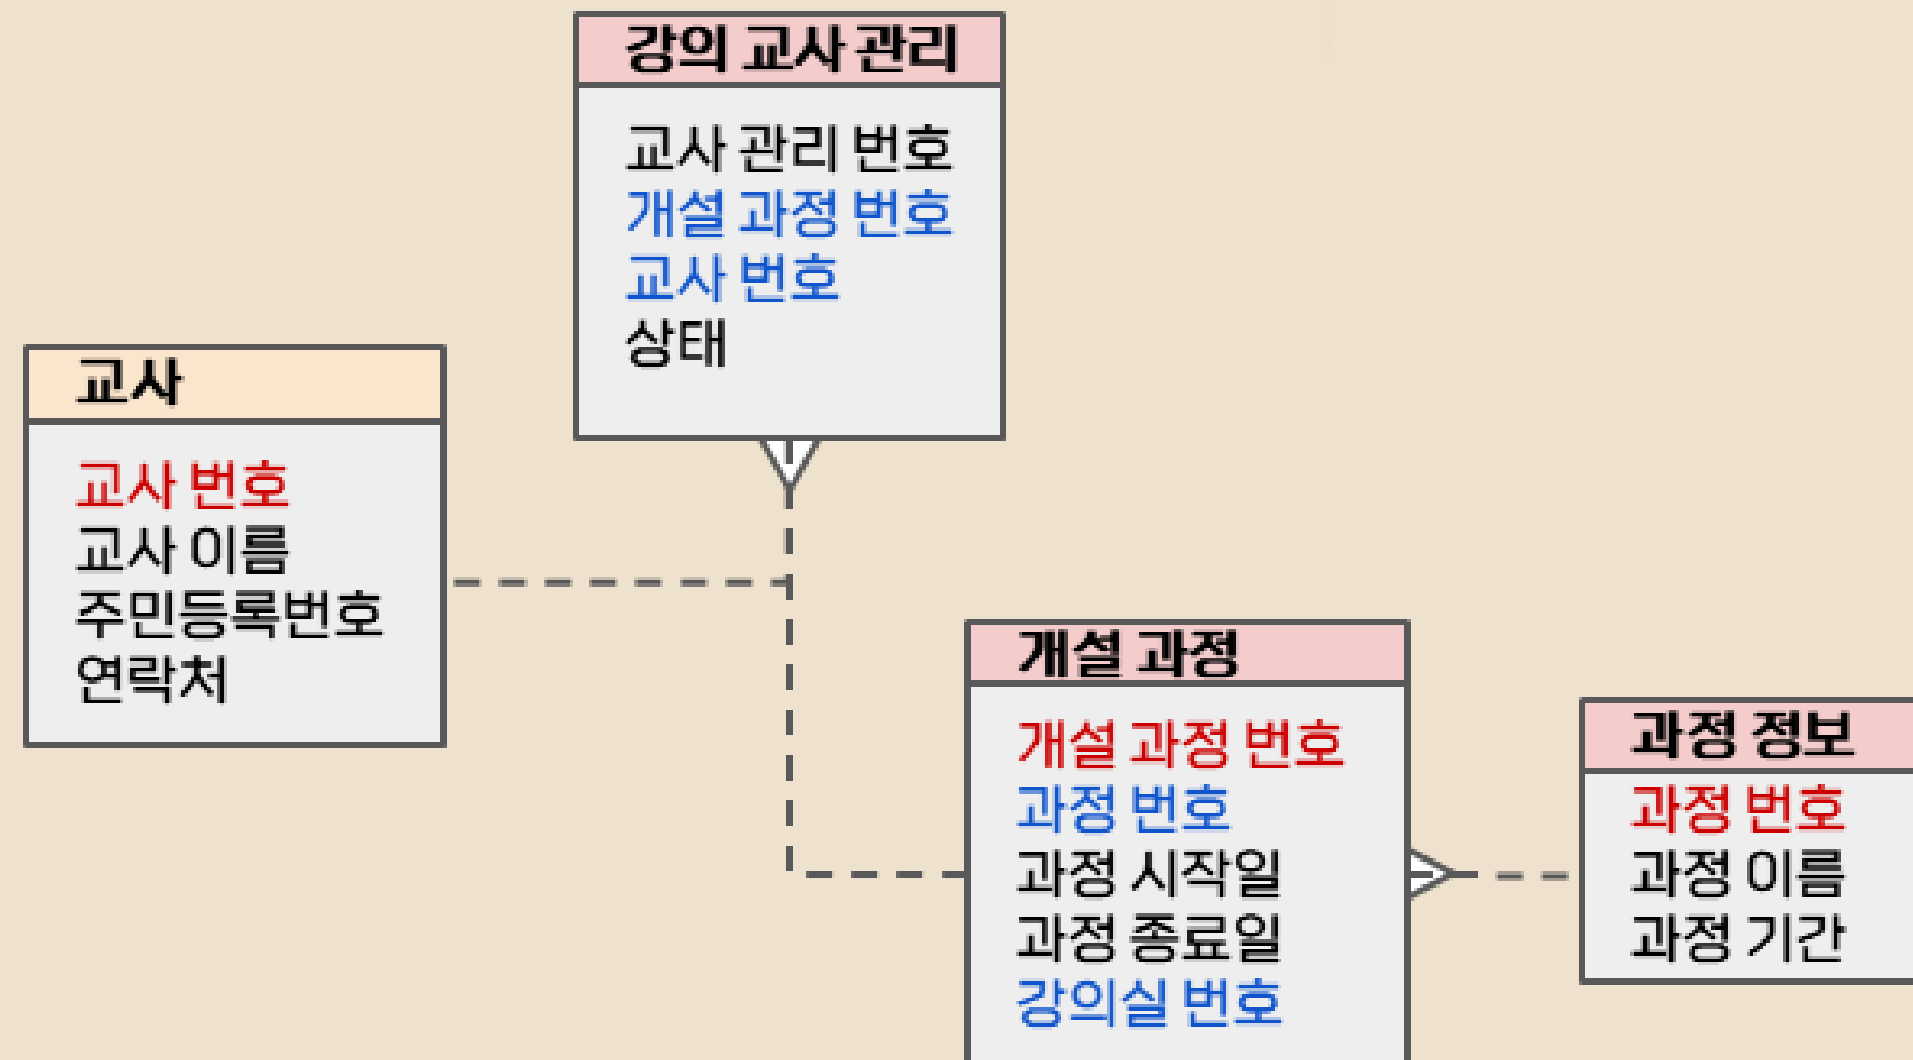 강의 교사 관리
교사 관리 번호
개설 과정 번호
교사 번호
상태
교사
교사 번호
교사 이름
주민등록번호
연락처
개설 과정
개설 과정 번호
과정 번호
과정 시작일
과정 종료일
강의실 번호
과정 정보
과정 번호
과정 이름
과정 기간